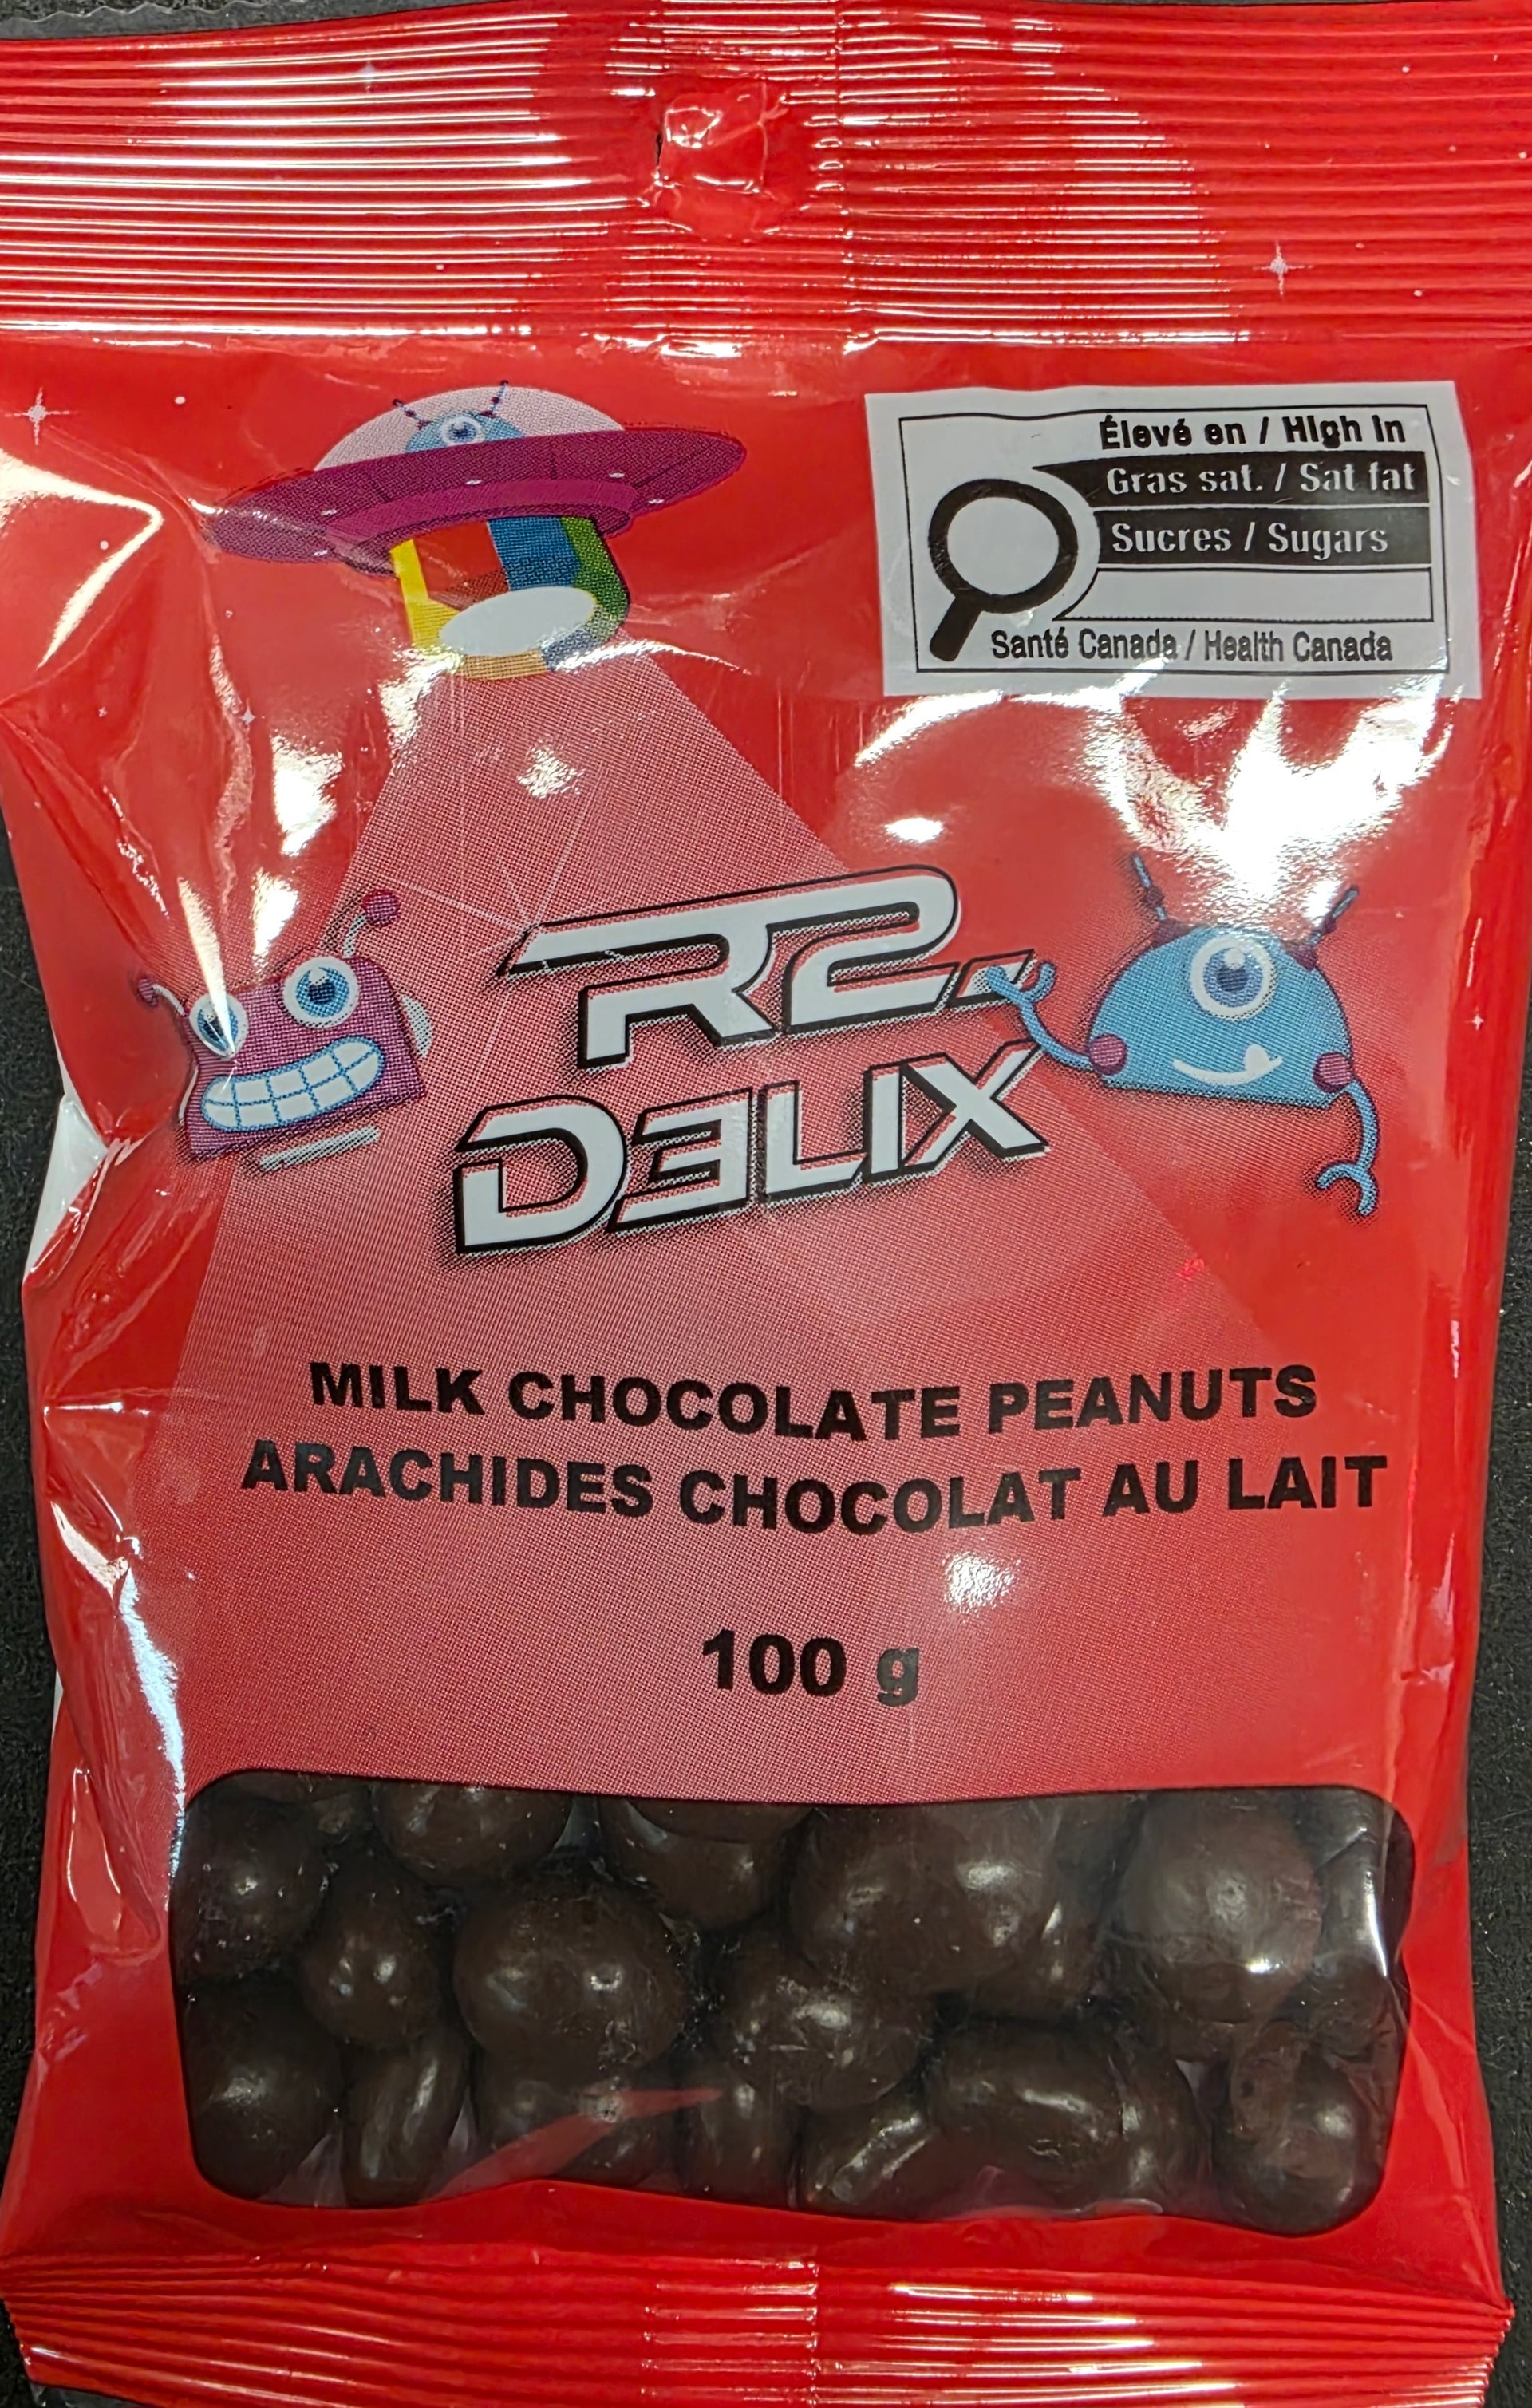 Élevé en / High in
Gras sat. / Sat fat
Sucres / Sugars
Santé Canada / Health Canada
R2
DELIX
MILK CHOCOLATE PEANUTS
ARACHIDES CHOCOLAT AU LAIT
100 g